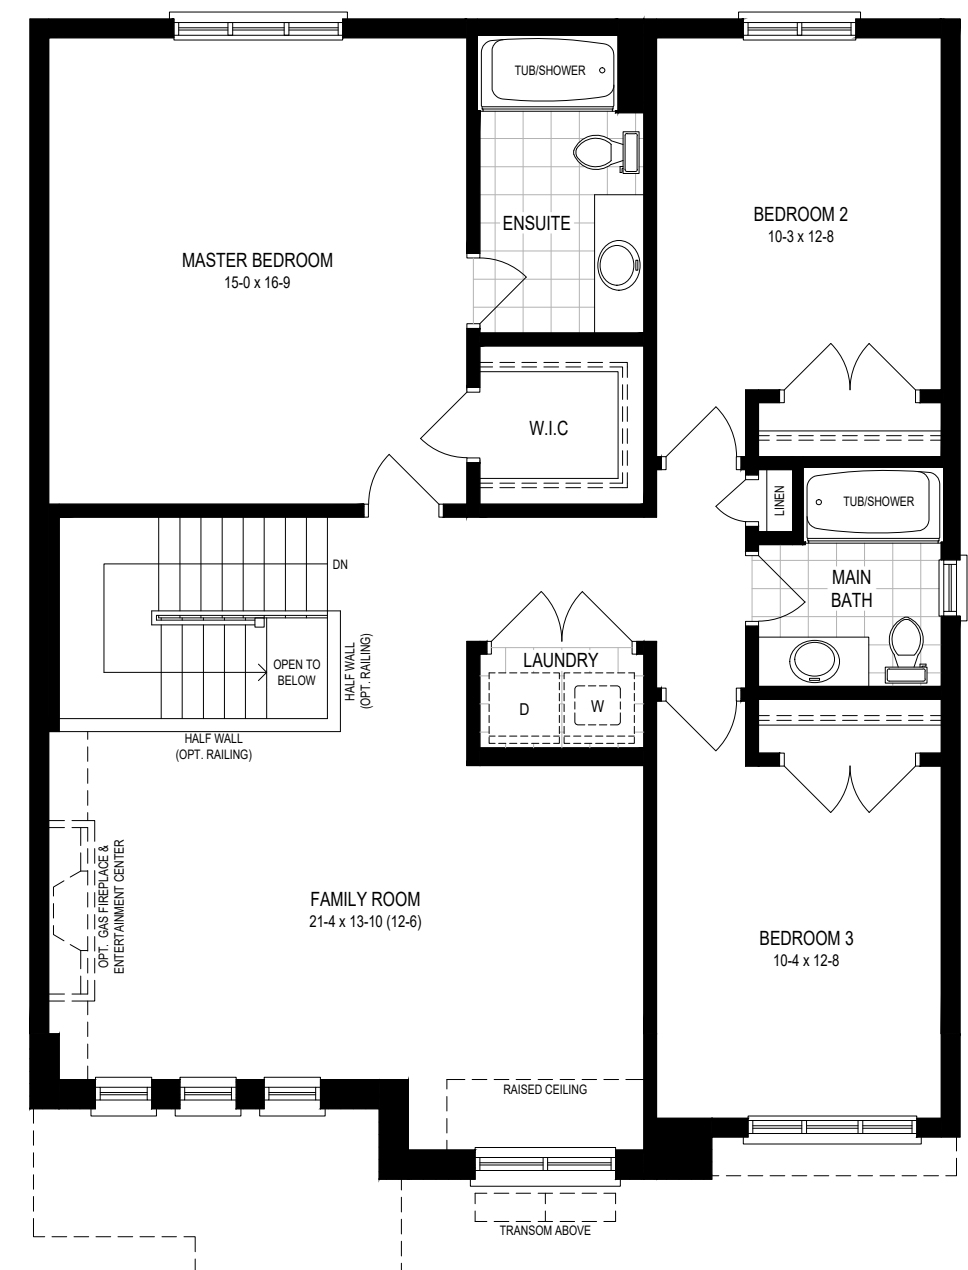 TUB/SHOWER
ENSUITE
BEDROOM 2
10-3 x 12-8
MASTER BEDROOM
15-0 x 16-9
W.I.C
LINEN
TUB/SHOWER
DN
MAIN
BATH
OPEN TO
BELOW
HALF WALL
(OPT. RAILING)
LAUNDRY
D
W
HALF WALL
(OPT. RAILING)
OPT. GAS FIREPLACE &
ENTERTAINMENT CENTER
FAMILY ROOM
21-4 x 13-10 (12-6)
BEDROOM 3
10-4 x 12-8
RAISED CEILING
TRANSOM ABOVE